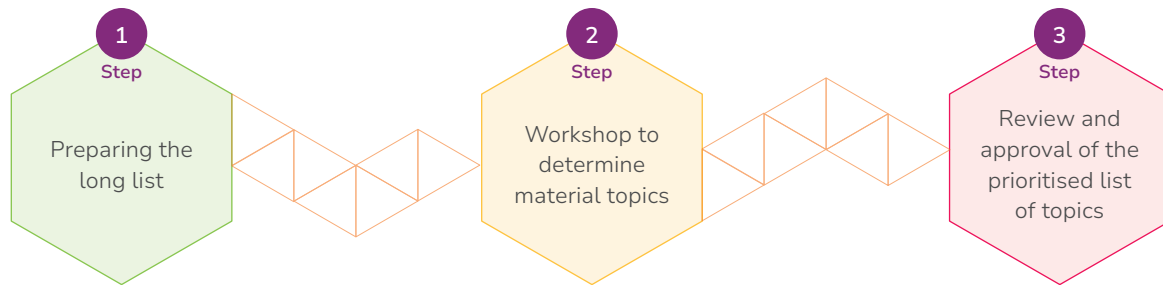 1
Step
Preparing the
long list
2
Step
Workshop to
determine
material topics
3
Step
Review and
approval of the
prioritised list
of topics